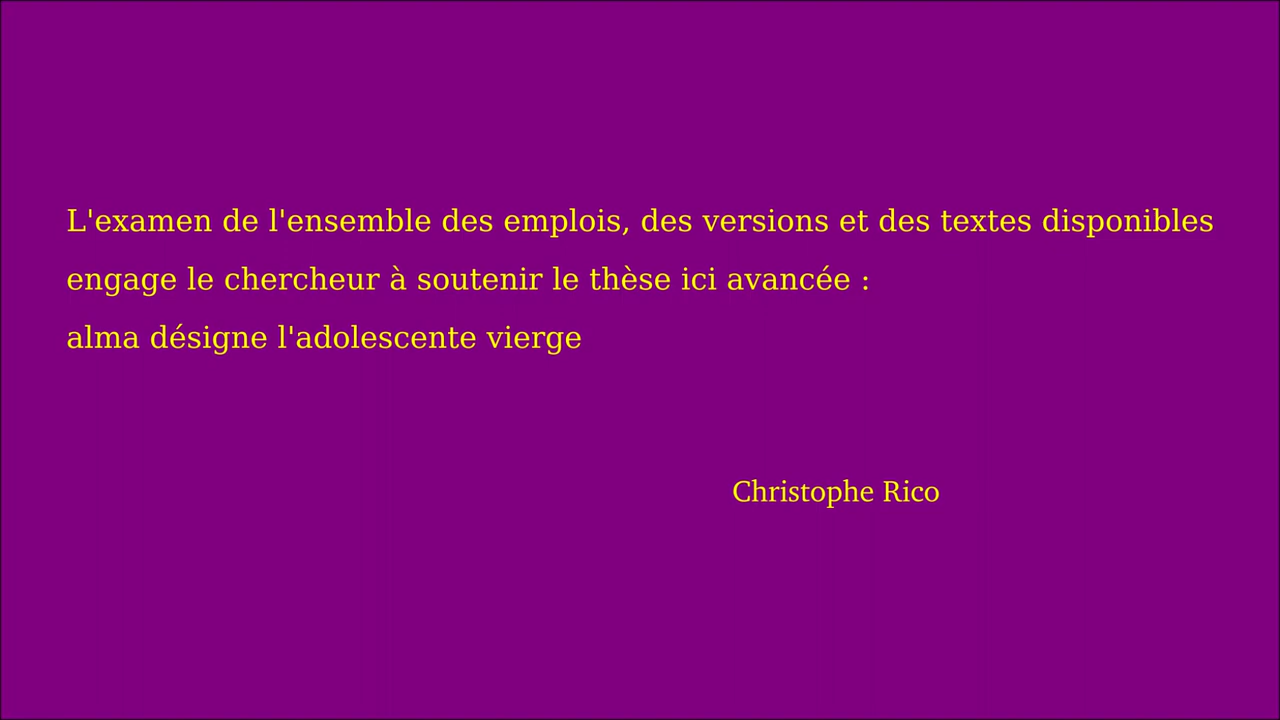 L'examen de l'ensemble des emplois, des versions et des textes disponibles
engage le chercheur à soutenir le thèse ici avancée :
alma désigne l'adolescente vierge
Christophe Rico